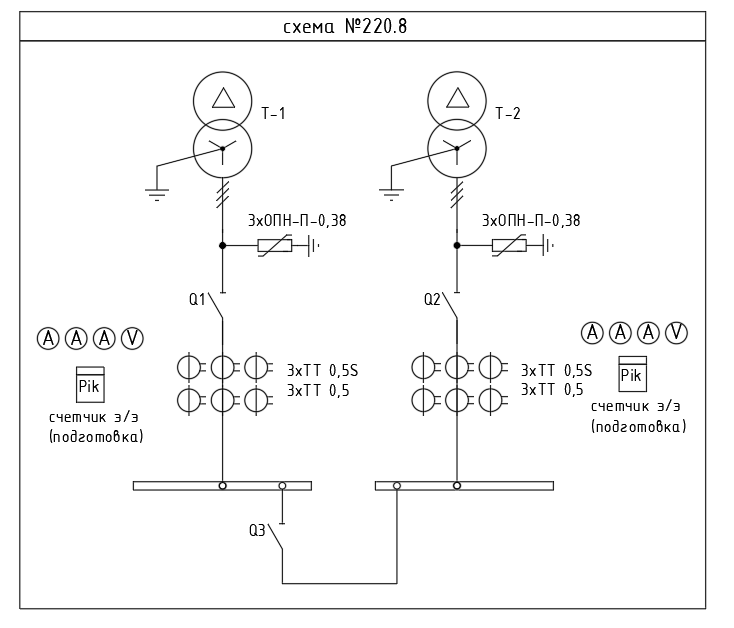 схема №220.8
Т-1
Т-2
3хОПН-П-0,38
3хОПН-П-0,38
Q1
Q2
А А А V
А А А V
3хТТ 0,5S
3хТТ 0,5
3хТТ 0,5S
3хТТ 0,5
Pik
счетчик э/э
(подготовка)
Pik
счетчик э/э
(подготовка)
Q3